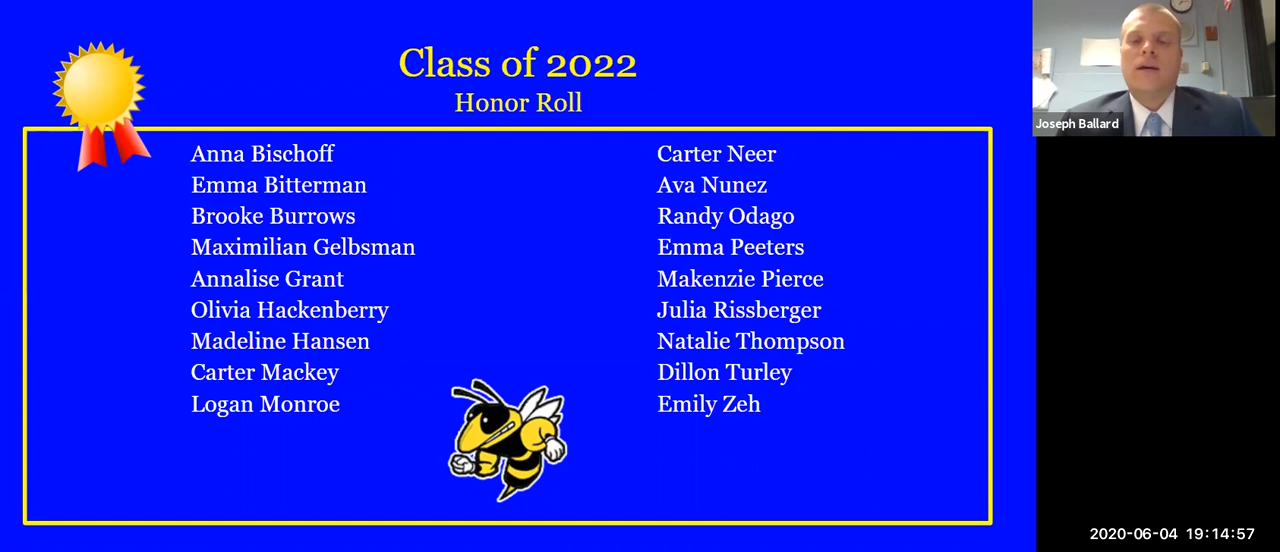 Class of 2022
Honor Roll
Anna Bischoff
Emma Bitterman
Brooke Burrows
Maximilian Gelbsman
Annalise Grant
Olivia Hackenberry
Madeline Hansen
Carter Mackey
Logan Monroe
Carter Neer
Ava Nunez
Randy Odago
Emma Peeters
Makenzie Pierce
Julia Rissberger
Natalie Thompson
Dillon Turley
Emily Zeh
Joseph Ballard
2020-06-04 19:14:57